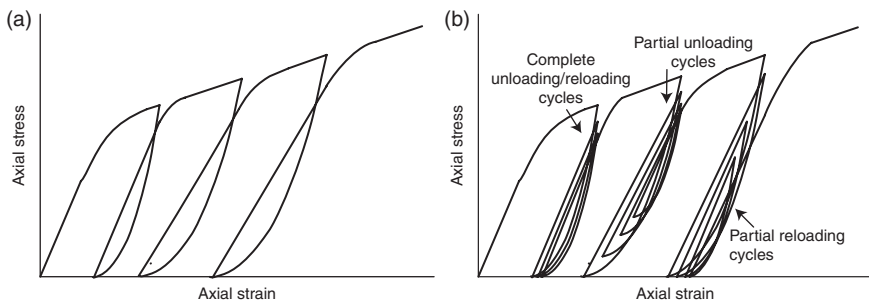 (a)
Axial stress
Axial strain
(b)
Axial stress
Complete
unloading/reloading
cycles
Partial unloading
cycles
Partial reloading
cycles
Axial strain